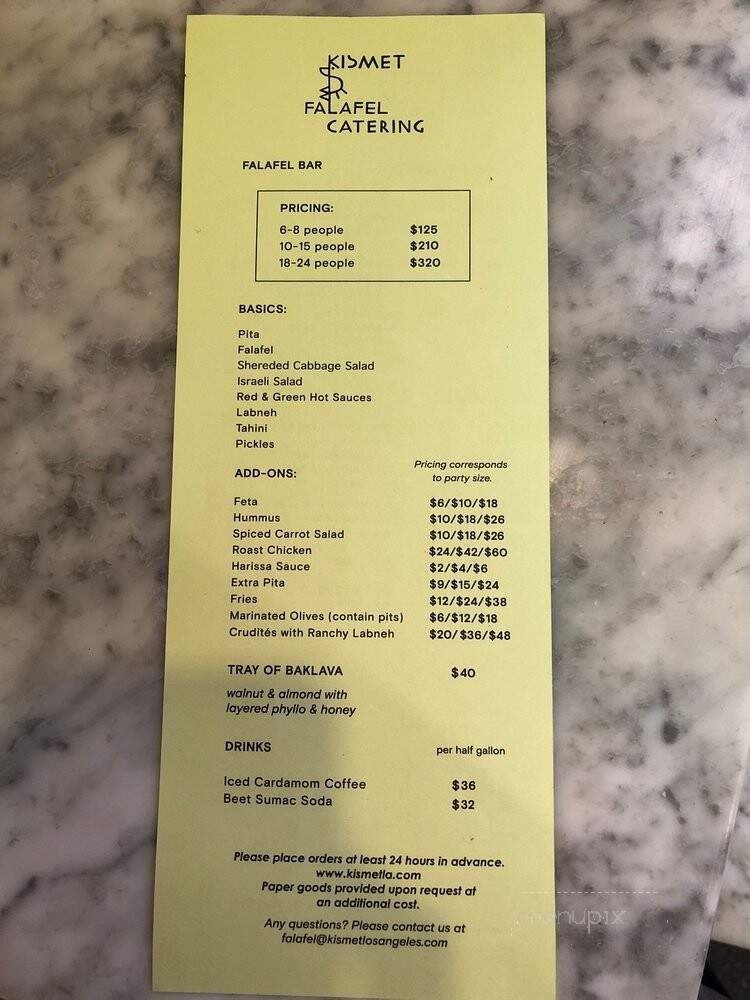 KISMET
FALAFEL
CATERING
FALAFEL BAR
PRICING:
6-8 people $125
10-15 people $210
18-24 people $320
BASICS:
Pita
Falafel
Shereded Cabbage Salad
Israeli Salad
Red & Green Hot Sauces
Labneh
Tahini
Pickles
Pricing corresponds
to party size.
ADD-ONS:
Feta $6/$10/$18
Hummus $10/$18/$26
Spiced Carrot Salad $10/$18/$26
Roast Chicken $24/$42/$60
Harissa Sauce $2/$4/$6
Extra Pita $9/$15/$24
Fries $12/$24/$38
Marinated Olives (contain pits) $6/$12/$18
Crudités with Ranchy Labneh $20/$36/$48
TRAY OF BAKLAVA $40
walnut & almond with
layered phyllo & honey
DRINKS per half gallon
Iced Cardamom Coffee $36
Beet Sumac Soda $32
Please place orders at least 24 hours in advance.
www.kismetla.com
Paper goods provided upon request at
an additional cost.
Any questions? Please contact us at
falafel@kismetlosangeles.com
menupix